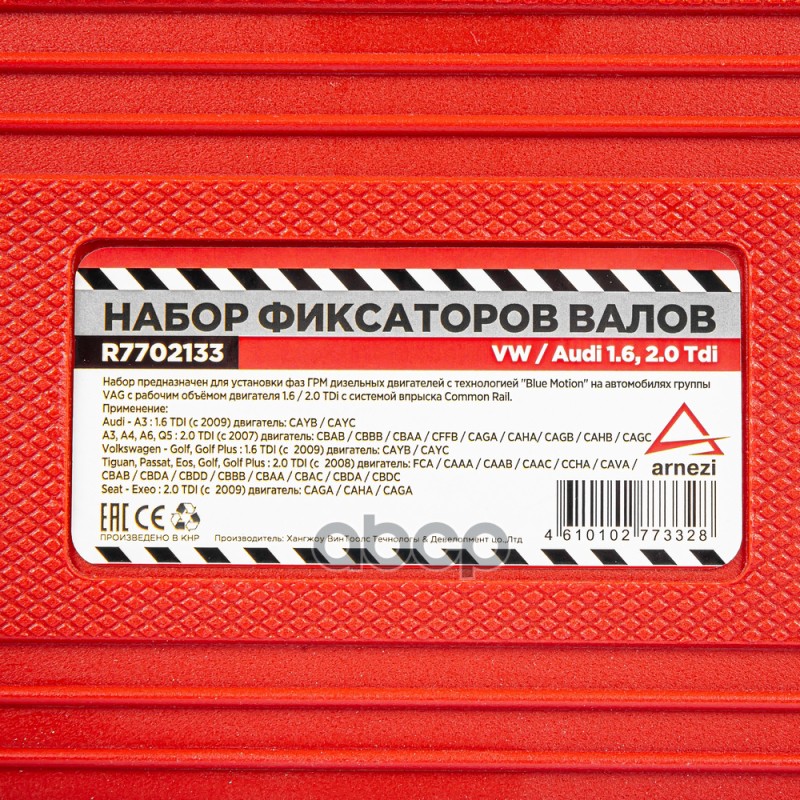 НАБОР ФИКСАТОРОВ ВАЛОВ
R7702133
VW / Audi 1.6, 2.0 Tdi
Набор предназначен для установки фаз ГРМ дизельных двигателей с технологией "Blue Motion" на автомобилях группы
VAG с рабочим объёмом двигателя 1.6 / 2.0 TDi с системой впрыска Common Rail.
Применение:
Audi - A3 : 1.6 TDI (с 2009) двигатель: CAYB / CAYC
A3, A4, A6, Q5 : 2.0 TDI (с 2007) двигатель: CBAB / CBBB / CBAA / CFFB / CAGA / CAHA/ CAGB / CAHB / CAGC
Volkswagen - Golf, Golf Plus : 1.6 TDI (с 2009) двигатель: CAYB / CAYC
Tiguan, Passat, Eos, Golf, Golf Plus : 2.0 TDI (с 2008) двигатель: FCA / CAAA / CAAB / CAAC / CCHA / CAVA /
CBAB / CBDA / CBDD / CBBB / CBAA / CBAC / CBDA / CBDC
Seat - Exeo : 2.0 TDI (с 2009) двигатель: CAGA / CAHA / CAGA
arnezi
EAC CE
ПРОИЗВЕДЕНО В КНР
Производитель: Хангжоу ВинТоолс Течнологы & Девелопмент цо.,Лтд
4 610102 773328
авср